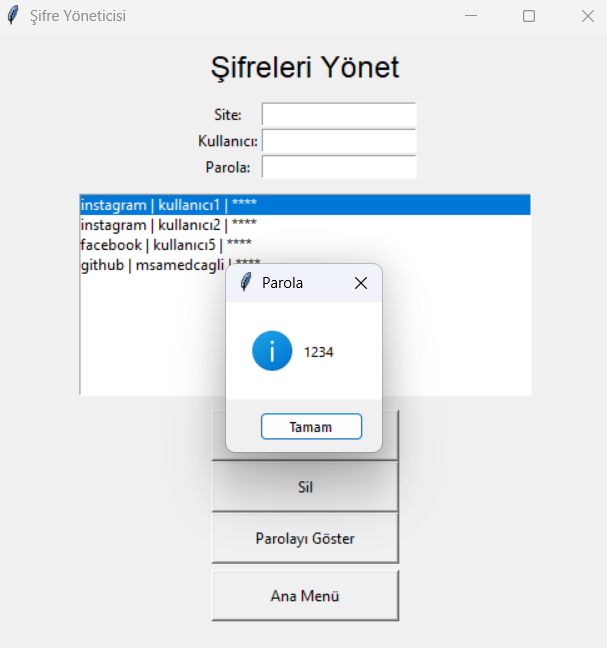 Şifre Yöneticisi
Şifreleri Yönet
Site:
Kullanıcı:
Parola:
instagram | kullanıcı1 | ****
instagram | kullanıcı2 | ****
facebook | kullanıcı5 | ****
github | msamedcagli | ****
Parola
1234
Tamam
Sil
Parolayı Göster
Ana Menü